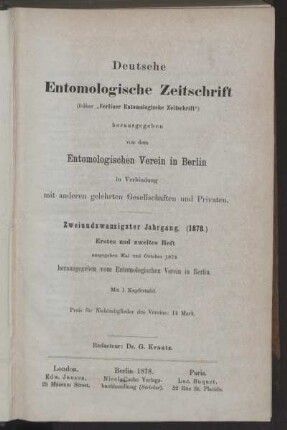 Deutsche
Entomologische Zeitschrift
(früher „Berliner Entomologische Zeitschrift")
herausgegeben
von dem
Entomologischen Verein in Berlin
in Verbindung
mit anderen gelehrten Gesellschaften und Privaten.
Zweiundzwanzigster Jahrgang. (1878.)
Erstes und zweites Heft
ausgegeben Mai und Oktober 1878
herausgegeben vom Entomologischen Verein in Berlin
Mit 1 Kupfertafel.
Preis für Nichtmitglieder des Vereins: 14 Mark.
Redacteur: Dr. G. Kraatz.
London.
Edw. Janson,
28 Museum Street.
Berlin 1878.
Nicolaische Verlags-
buchhandlung (Stricker).
Paris.
Luc. Buquet,
52 Rue St. Placide.